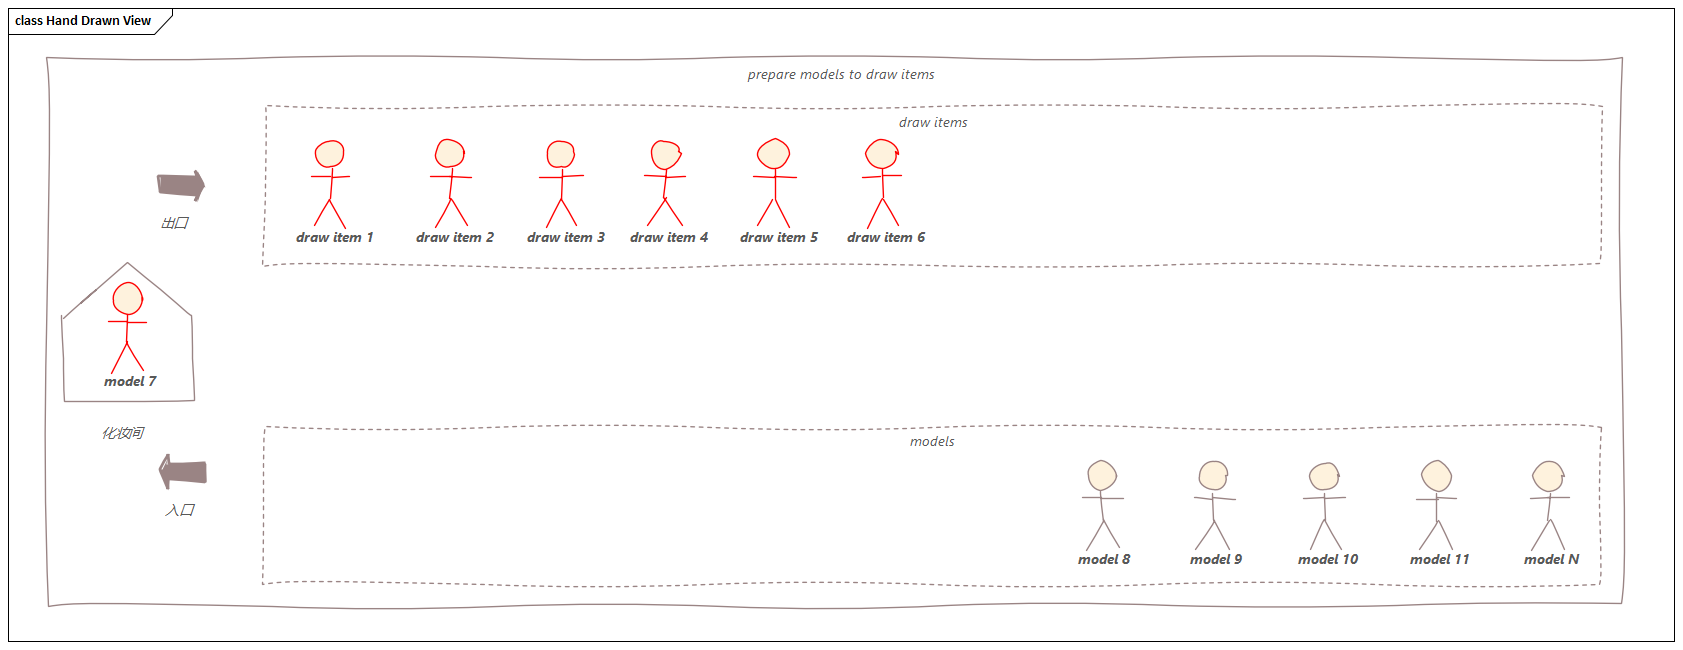 class Hand Drawn View
prepare models to draw items
draw items
draw item 1
draw item 2
draw item 3
draw item 4
draw item 5
draw item 6
出口
model 7
化妆间
models
入口
model 8
model 9
model 10
model 11
model N